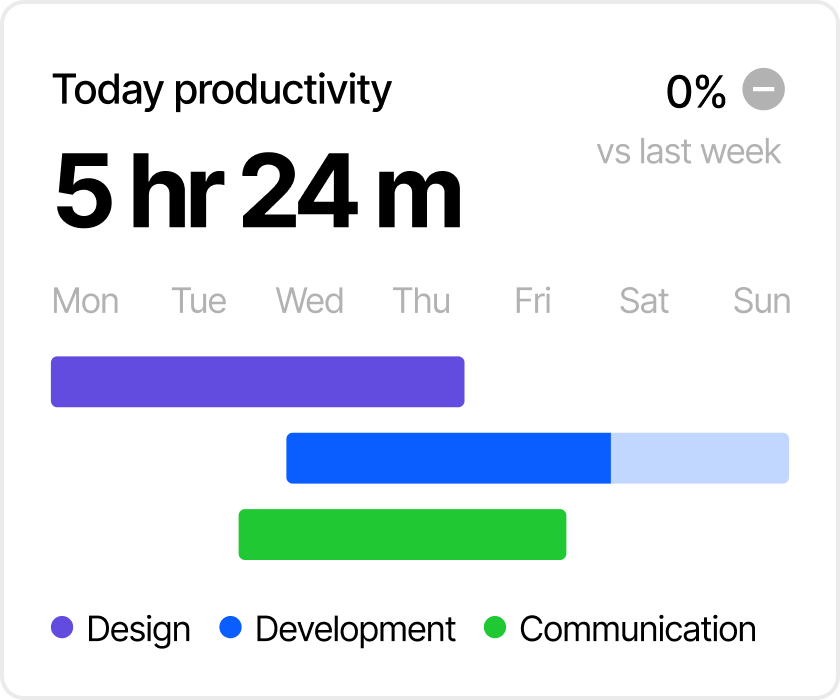 Today productivity
0%
vs last week
5 hr 24 m
Mon Tue Wed Thu Fri Sat Sun
Design Development Communication